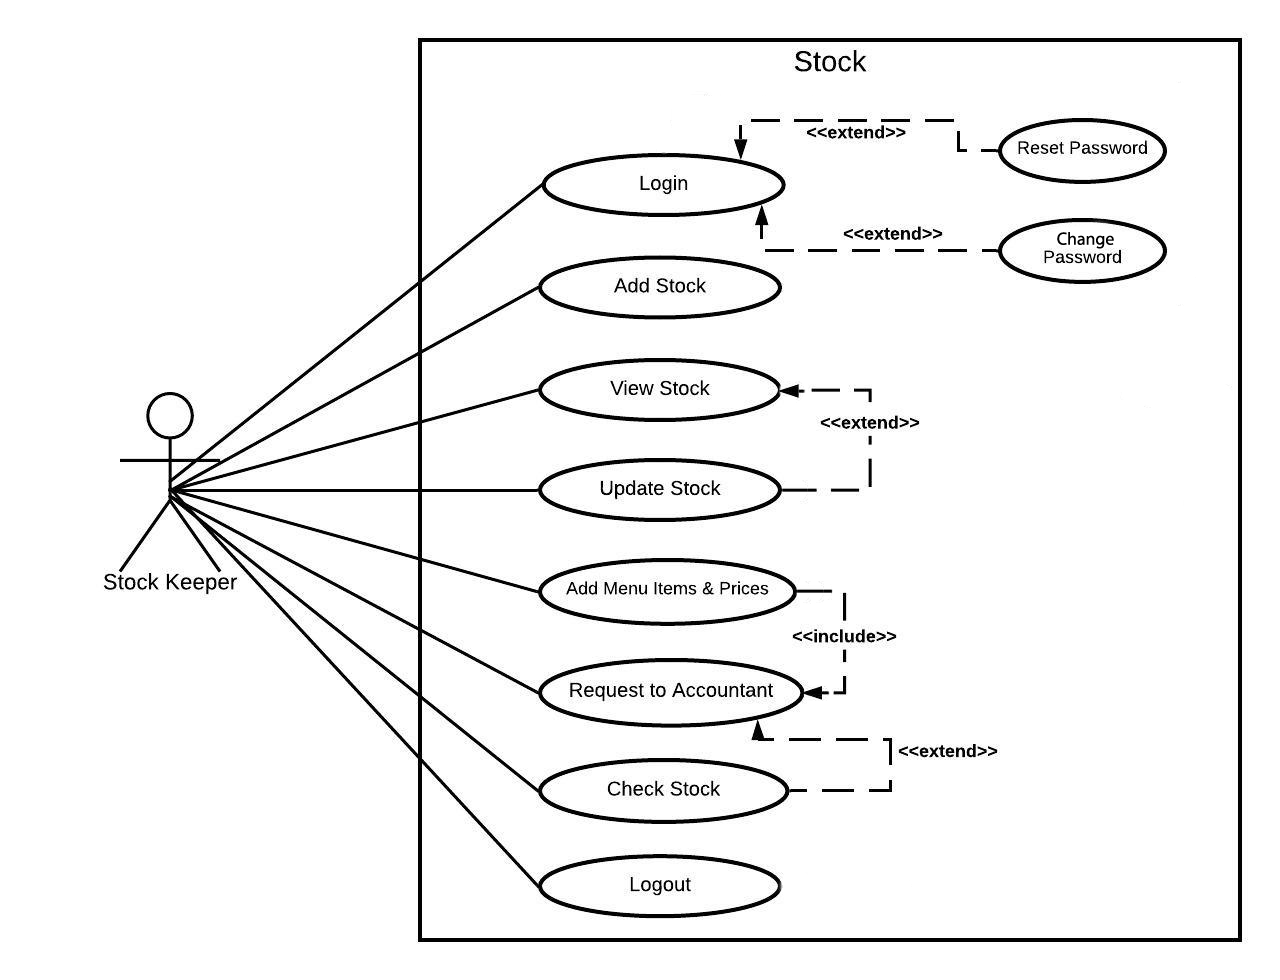 Stock
<<extend>>
Reset Password
Login
<<extend>>
Change
Password
Add Stock
View Stock
<<extend>>
Update Stock
Stock Keeper
Add Menu Items & Prices
<<include>>
Request to Accountant
<<extend>>
Check Stock
Logout